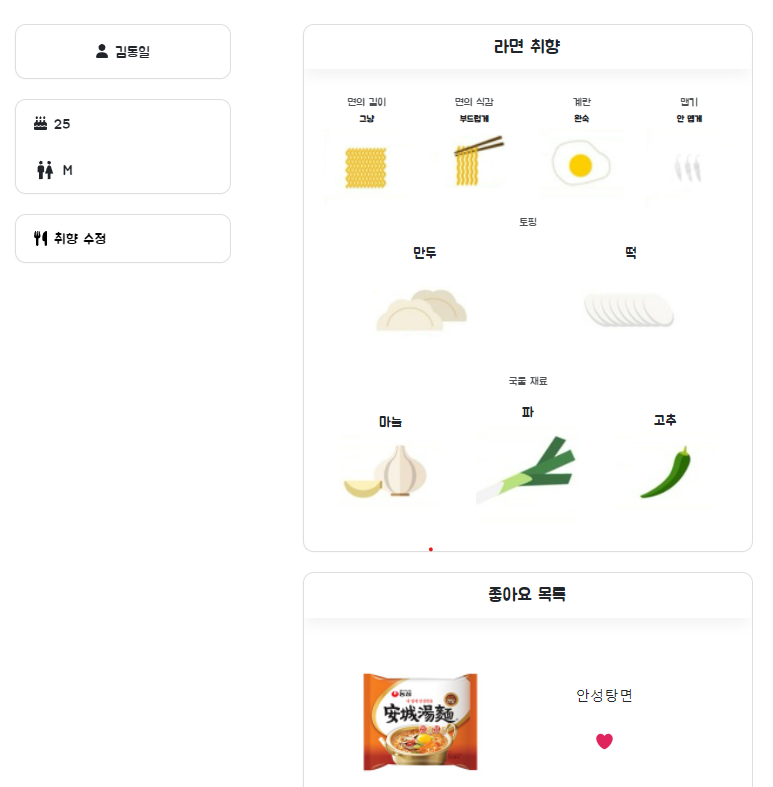 김동일
25
M
취향 수정
라면 취향
면의 길이 면의 식감 계란 맵기
그냥 부드럽게 완숙 안 맵게
토핑
만두 떡
국물 재료
마늘 파 고추
좋아요 목록
농심
安城湯麵
안성탕면